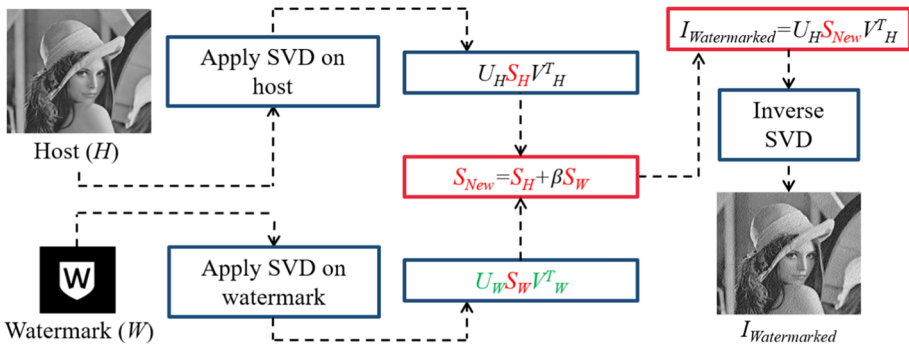 Host (H)
Apply SVD on
host
U_H S_H V^T_H
I_Watermarked=U_H S_New V^T_H
Inverse
SVD
S_New=S_H+βS_W
W
Watermark (W)
Apply SVD on
watermark
U_W S_W V^T_W
I_Watermarked